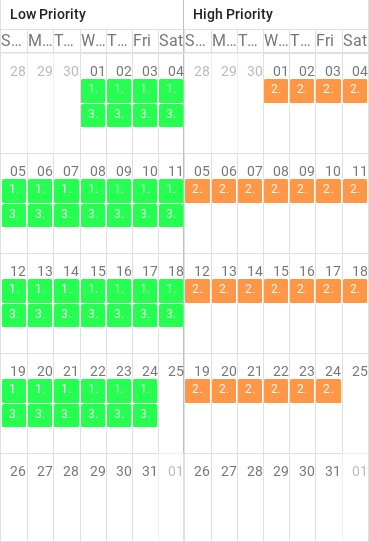 Low Priority High Priority
S... M... T... W... T... Fri Sat S... M... T... W... T... Fri Sat
28 29 30 01 02 03 04 28 29 30 01 02 03 04
1. 1. 1. 1. 2. 2. 2. 2.
3. 3. 3. 3.
05 06 07 08 09 10 11 05 06 07 08 09 10 11
1. 1. 1. 1. 1. 1. 1. 2. 2. 2. 2. 2. 2. 2.
3. 3. 3. 3. 3. 3. 3.
12 13 14 15 16 17 18 12 13 14 15 16 17 18
1. 1. 1. 1. 1. 1. 1. 2. 2. 2. 2. 2. 2. 2.
3. 3. 3. 3. 3. 3. 3.
19 20 21 22 23 24 25 19 20 21 22 23 24 25
1. 1. 1. 1. 1. 1. 2. 2. 2. 2. 2. 2.
3. 3. 3. 3. 3. 3.
26 27 28 29 30 31 01 26 27 28 29 30 31 01